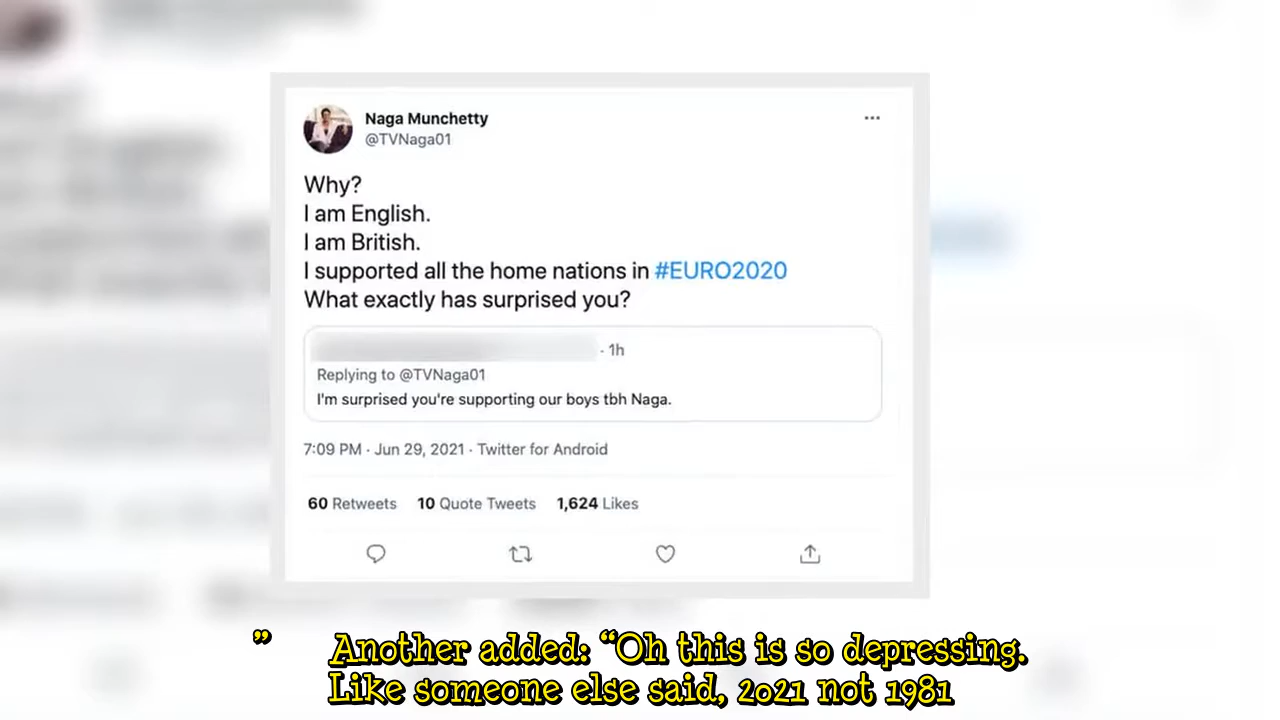 Naga Munchetty
@TVNaga01
Why?
I am English.
I am British.
I supported all the home nations in #EURO2020
What exactly has surprised you?
· 1h
Replying to @TVNaga01
I'm surprised you're supporting our boys tbh Naga.
7:09 PM · Jun 29, 2021 · Twitter for Android
60 Retweets 10 Quote Tweets 1,624 Likes
” Another added: “Oh this is so depressing.
Like someone else said, 2021 not 1981